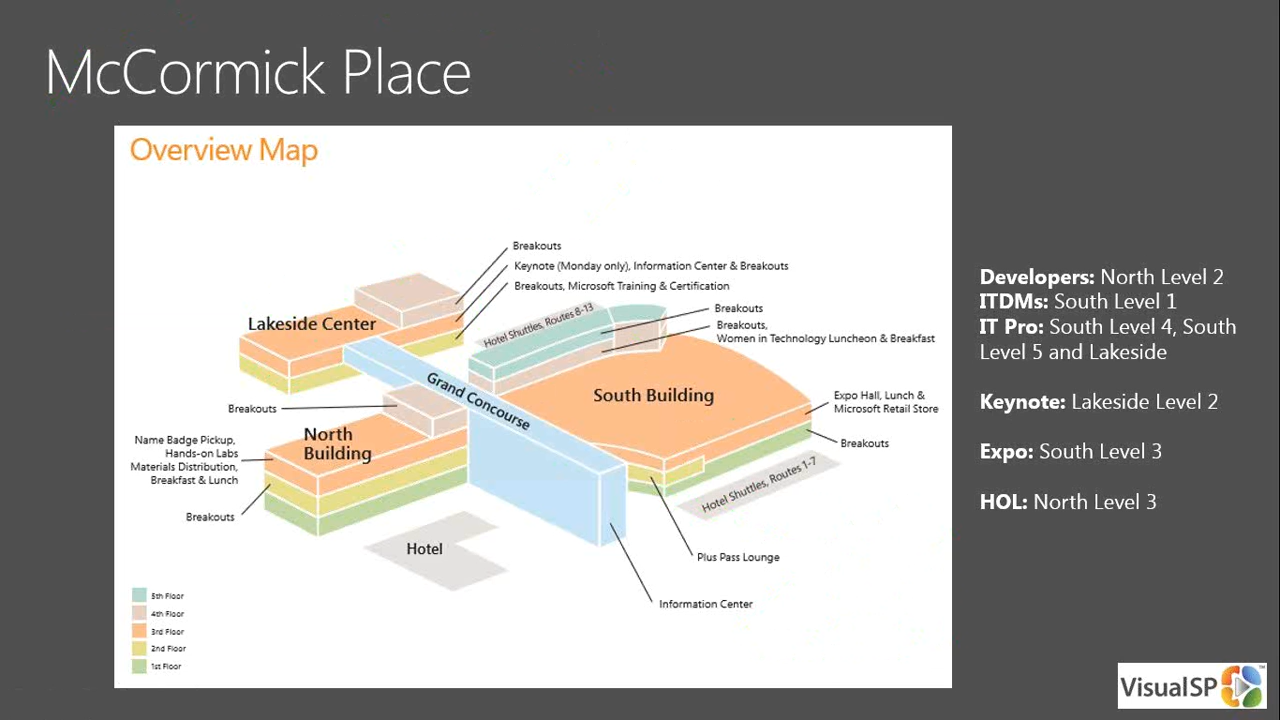 McCormick Place
Overview Map
Breakouts
Keynote (Monday only), Information Center & Breakouts
Breakouts, Microsoft Training & Certification
Lakeside Center
Hotel Shuttles, Routes 8-13
Breakouts
Breakouts,
Women in Technology Luncheon & Breakfast
Grand Concourse
South Building
Expo Hall, Lunch &
Microsoft Retail Store
Breakouts
Breakouts
North
Building
Name Badge Pickup,
Hands-on Labs
Materials Distribution,
Breakfast & Lunch
Breakouts
Hotel Shuttles, Routes 1-7
Hotel
Plus Pass Lounge
Information Center
5th Floor
4th Floor
3rd Floor
2nd Floor
1st Floor
Developers: North Level 2
ITDMs: South Level 1
IT Pro: South Level 4, South
Level 5 and Lakeside
Keynote: Lakeside Level 2
Expo: South Level 3
HOL: North Level 3
VisualSP